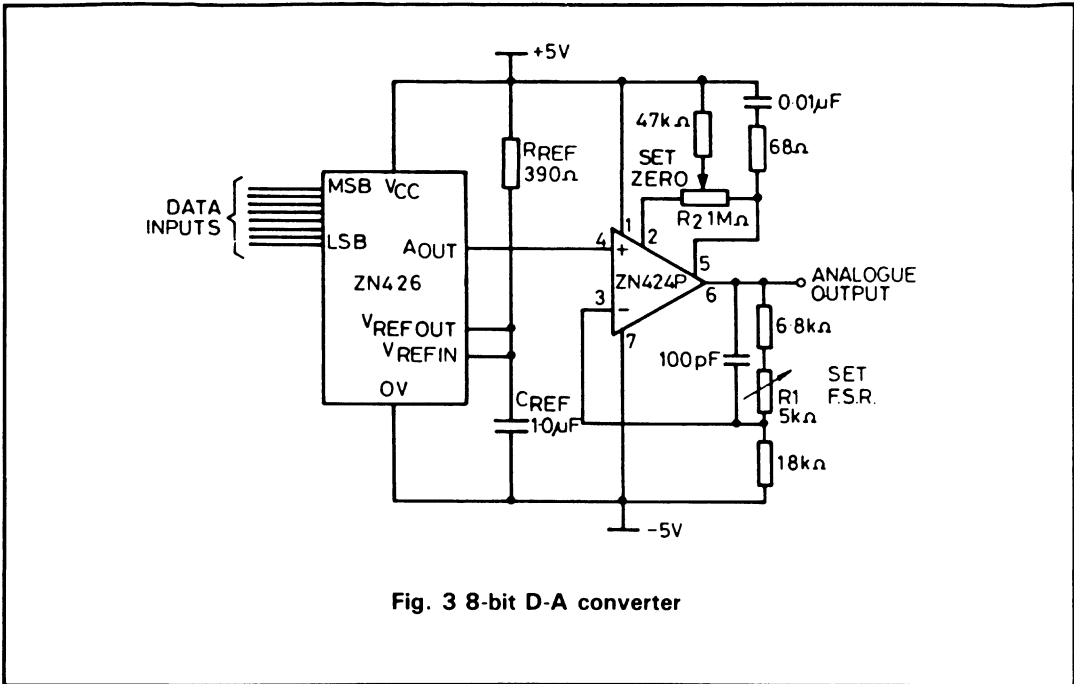 +5V
0·01µF
47kΩ
68Ω
RREF
390Ω
SET
ZERO
R2 1MΩ
DATA
INPUTS
MSB
VCC
LSB
AOUT
ZN426
VREFOUT
VREFIN
OV
1
2
4
+
5
ZN424P
6
3
-
7
ANALOGUE
OUTPUT
6·8kΩ
100pF
SET
F.S.R.
R1
5kΩ
CREF
1·0µF
18kΩ
-5V
Fig. 3 8-bit D-A converter